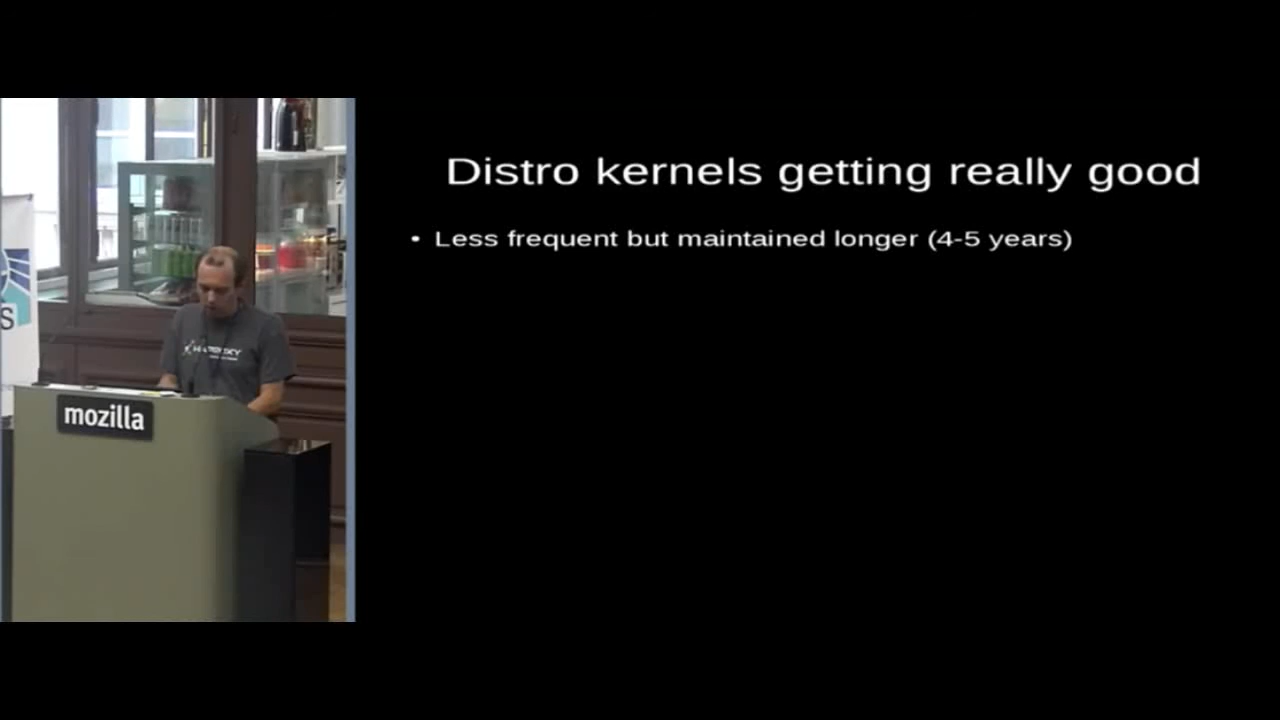 Distro kernels getting really good
• Less frequent but maintained longer (4-5 years)
mozilla
S